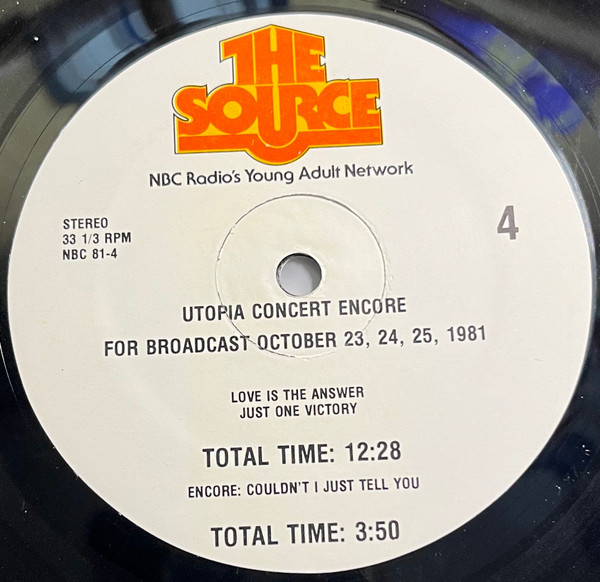 THE
SOURCE
NBC Radio's Young Adult Network
STEREO
33 1/3 RPM
NBC 81-4
4
UTOPIA CONCERT ENCORE
FOR BROADCAST OCTOBER 23, 24, 25, 1981
LOVE IS THE ANSWER
JUST ONE VICTORY
TOTAL TIME: 12:28
ENCORE: COULDN'T I JUST TELL YOU
TOTAL TIME: 3:50